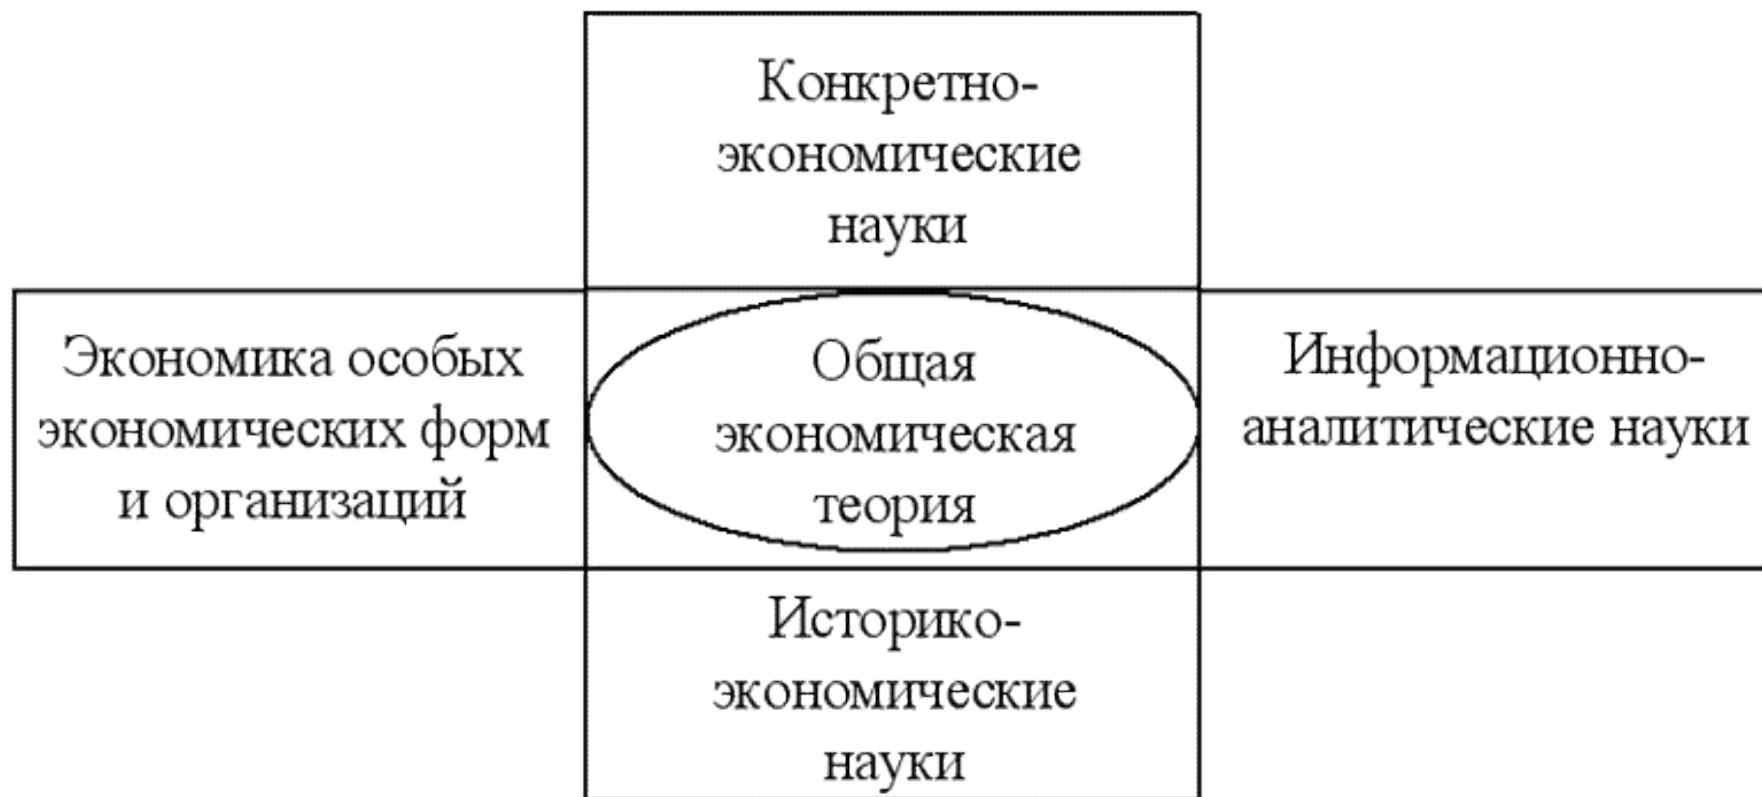 Конкретно-
экономические
науки
Экономика особых
экономических форм
и организаций
Общая
экономическая
теория
Информационно-
аналитические науки
Историко-
экономические
науки